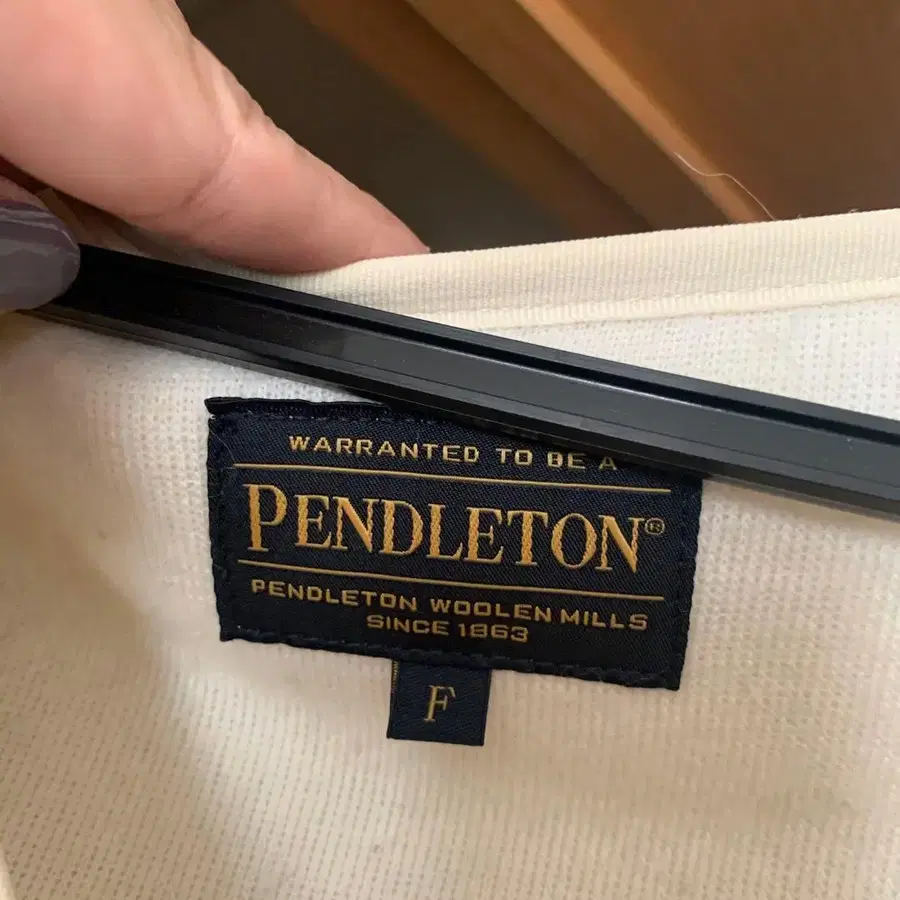 WARRANTED TO BE A
PENDLETON®
PENDLETON WOOLEN MILLS
SINCE 1863
F